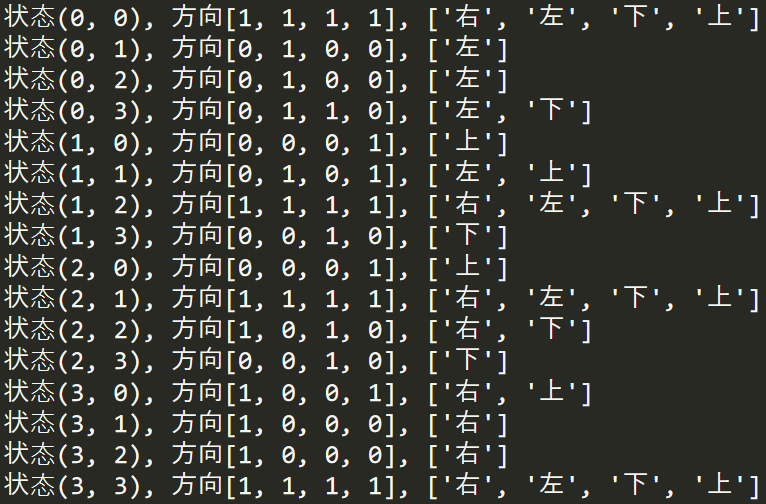 状态(0, 0), 方向[1, 1, 1, 1], ['右', '左', '下', '上']
状态(0, 1), 方向[0, 1, 0, 0], ['左']
状态(0, 2), 方向[0, 1, 0, 0], ['左']
状态(0, 3), 方向[0, 1, 1, 0], ['左', '下']
状态(1, 0), 方向[0, 0, 0, 1], ['上']
状态(1, 1), 方向[0, 1, 0, 1], ['左', '上']
状态(1, 2), 方向[1, 1, 1, 1], ['右', '左', '下', '上']
状态(1, 3), 方向[0, 0, 1, 0], ['下']
状态(2, 0), 方向[0, 0, 0, 1], ['上']
状态(2, 1), 方向[1, 1, 1, 1], ['右', '左', '下', '上']
状态(2, 2), 方向[1, 0, 1, 0], ['右', '下']
状态(2, 3), 方向[0, 0, 1, 0], ['下']
状态(3, 0), 方向[1, 0, 0, 1], ['右', '上']
状态(3, 1), 方向[1, 0, 0, 0], ['右']
状态(3, 2), 方向[1, 0, 0, 0], ['右']
状态(3, 3), 方向[1, 1, 1, 1], ['右', '左', '下', '上']